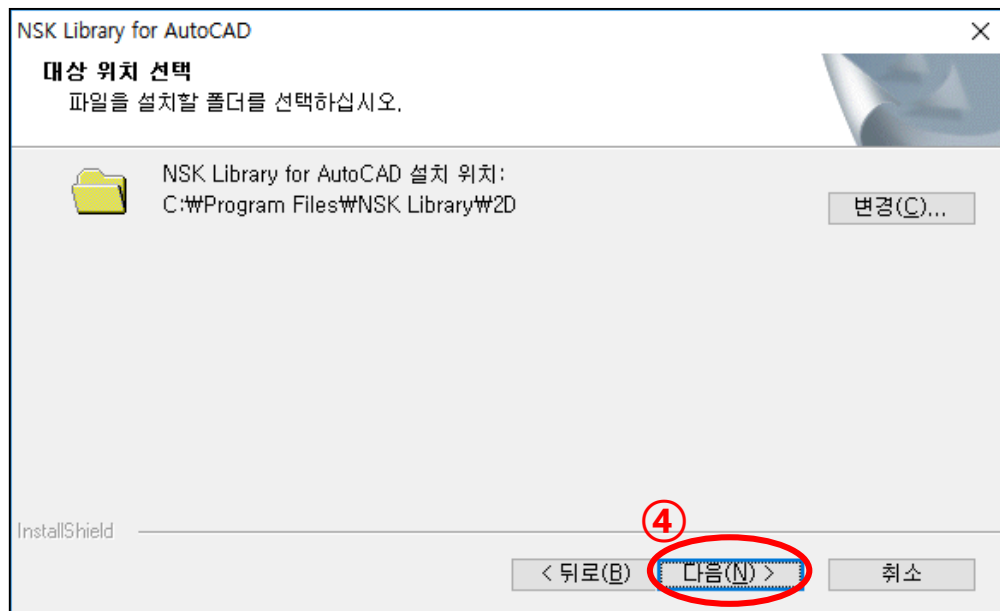 NSK Library for AutoCAD
대상 위치 선택
파일을 설치할 폴더를 선택하십시오.
NSK Library for AutoCAD 설치 위치:
C:₩Program Files₩NSK Library₩2D
변경(C)...
InstallShield
④
< 뒤로(B)
다음(N) >
취소